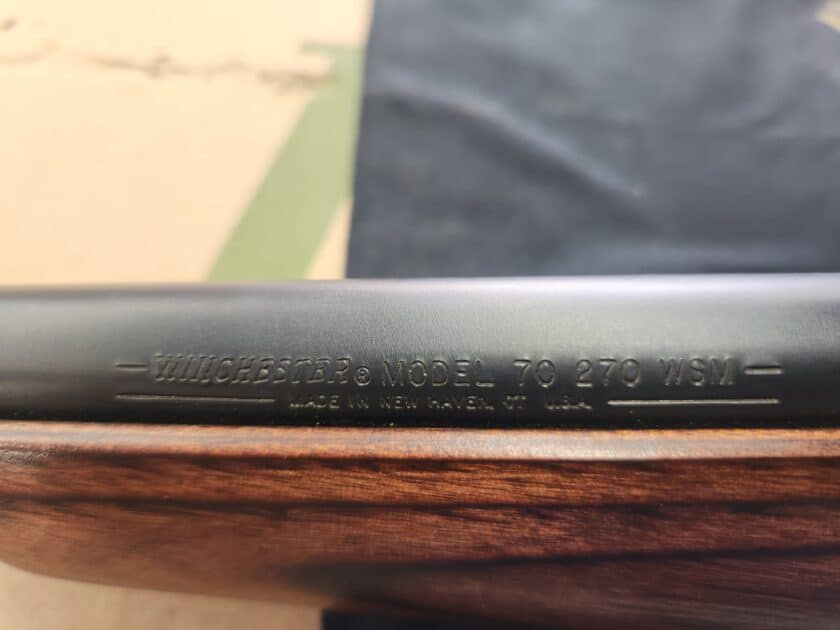 WINCHESTER® MODEL 70 270 WSM
MADE IN NEW HAVEN, CT U.S.A.